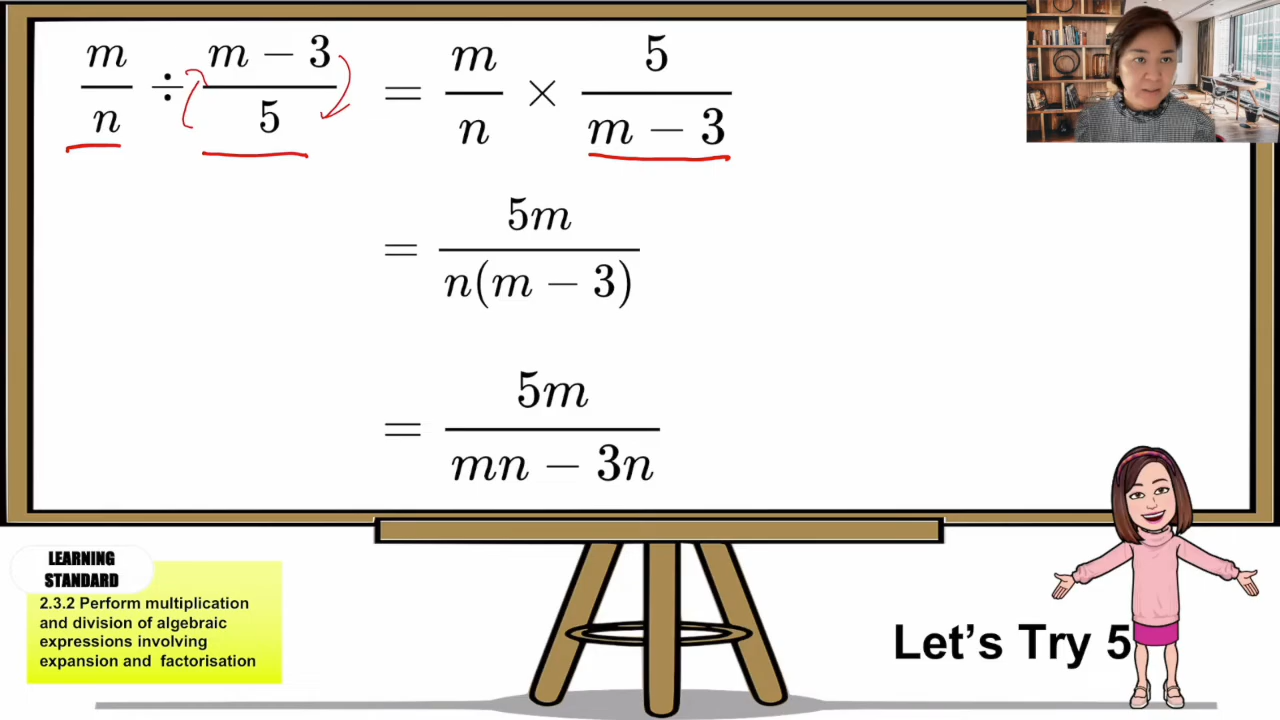 m/n ÷ (m − 3)/5 = m/n × 5/(m − 3)
= 5m/n(m − 3)
= 5m/(mn − 3n)
LEARNING
STANDARD
2.3.2 Perform multiplication
and division of algebraic
expressions involving
expansion and factorisation
Let's Try 5